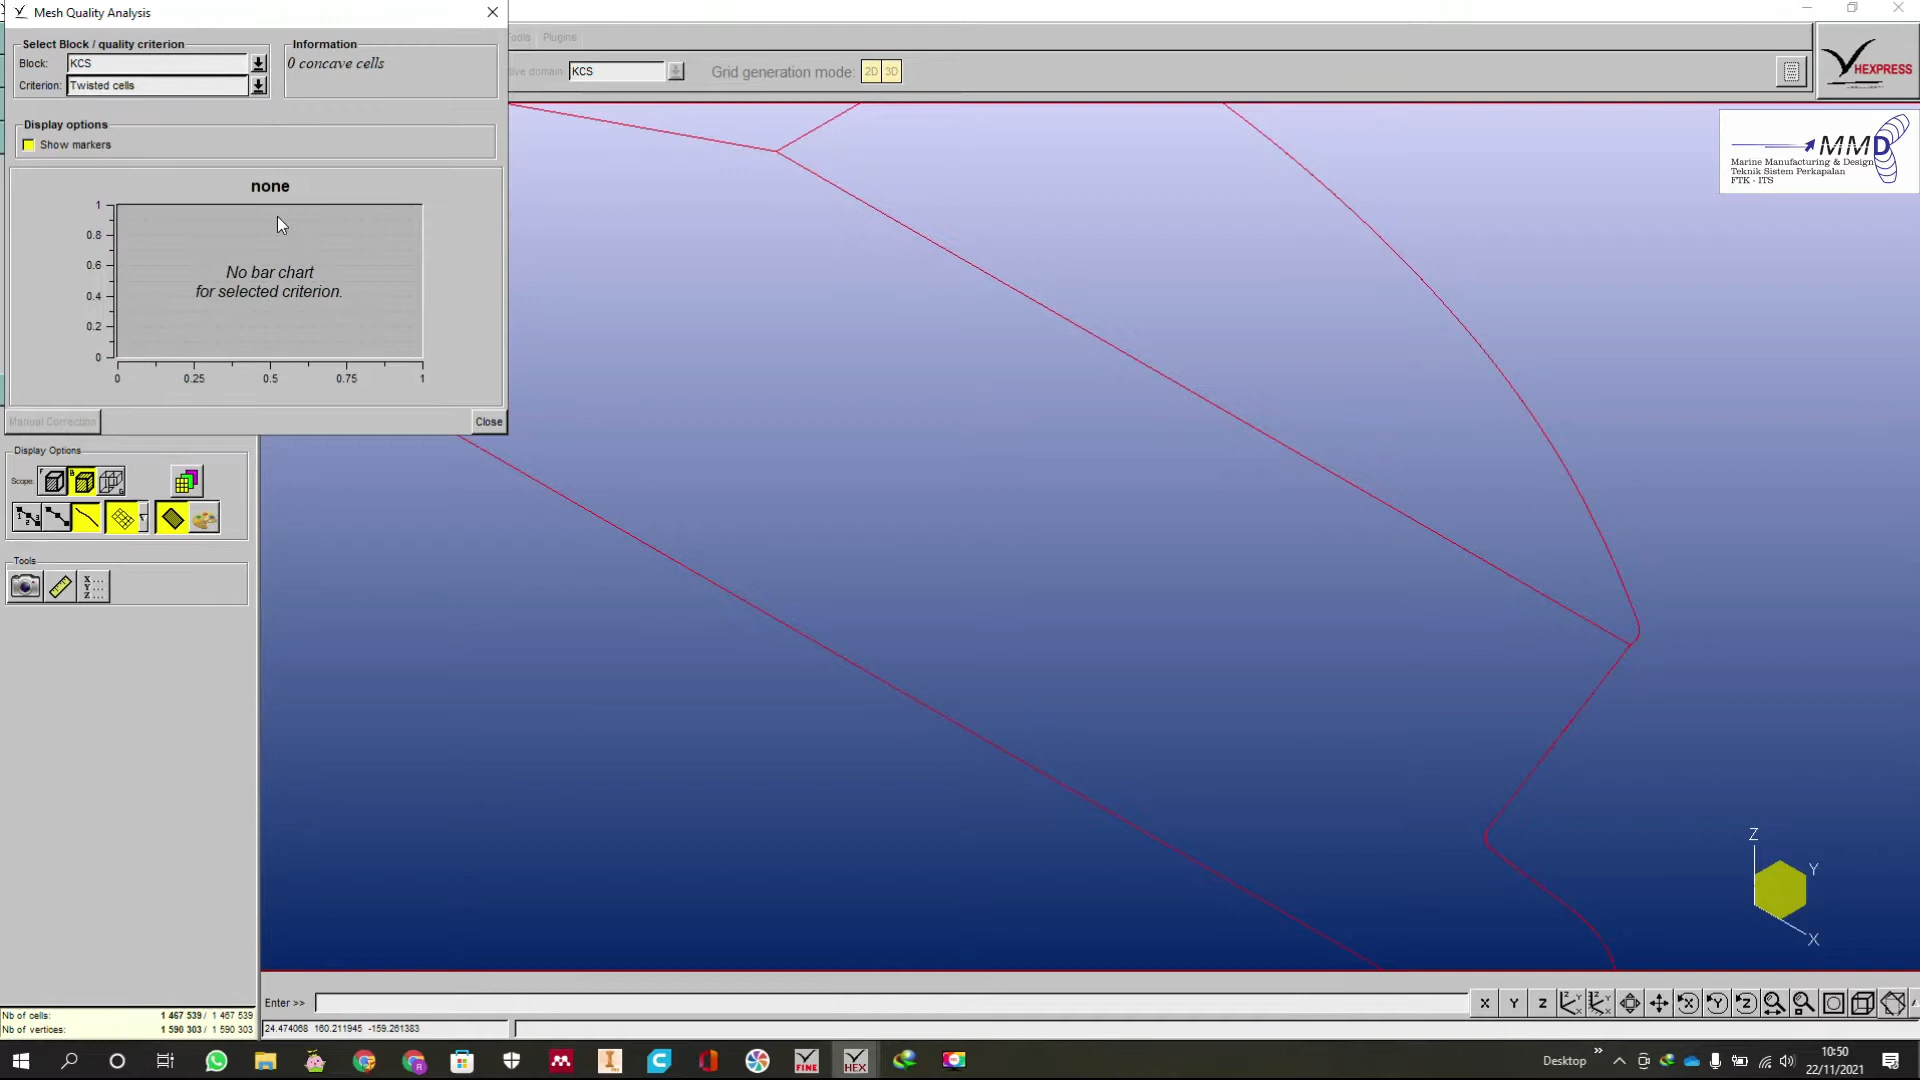 Mesh Quality Analysis
Select Block / quality criterion
Block: KCS
Criterion: Twisted cells
Information
0 concave cells
Display options
Show markers
none
1
0.8
0.6
0.4
0.2
0
No bar chart
for selected criterion.
0 0.25 0.5 0.75 1
Manual Correction
Close
Tools Plugins
KCS
Grid generation mode: 2D 3D
HEXPRESS
MMD
Marine Manufacturing & Design
Teknik Sistem Perkapalan
FTK - ITS
Display Options
Scope:
Tools
Z
Y
X
Enter >>
X Y Z
Nb of cells: 1 467 539 / 1 467 539
Nb of vertices: 1 590 303 / 1 590 303
24.474068 160.211945 -159.261383
FINE
HEX
Desktop
10:50
22/11/2021